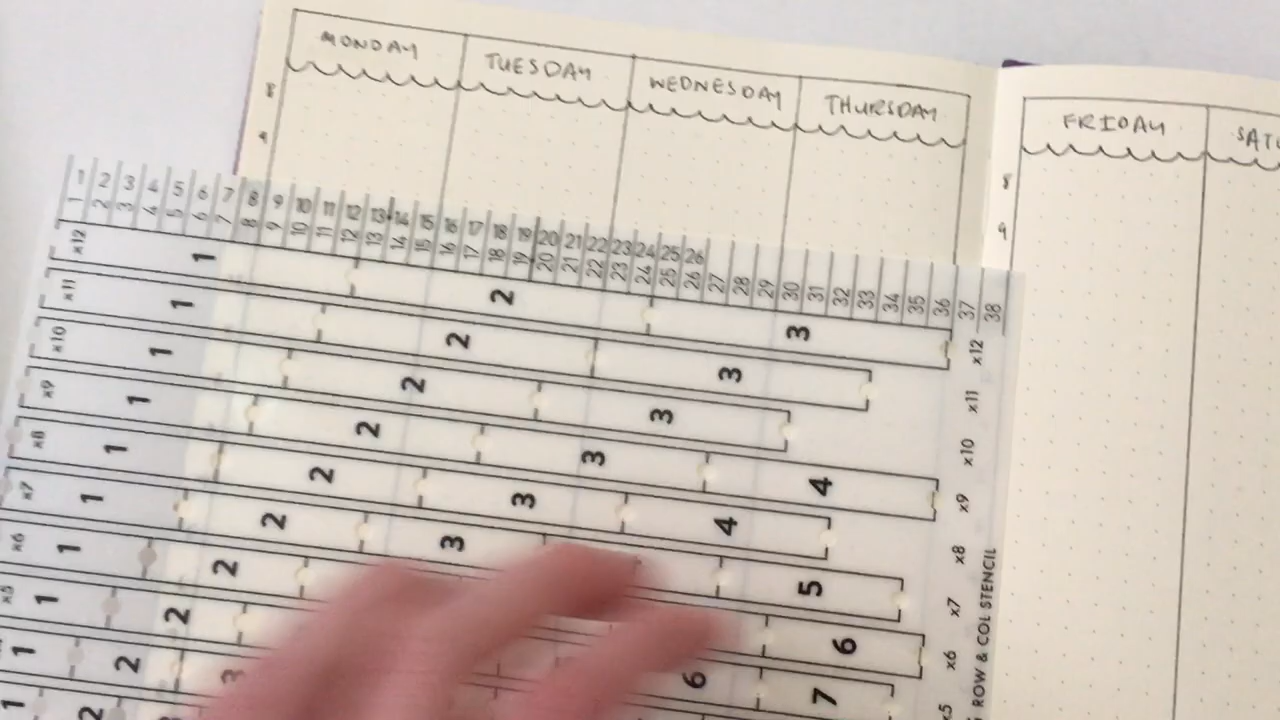 MONDAY TUESDAY WEDNESDAY THURSDAY FRIDAY
8 8
9 9
1 2 3 4 5 6 7 8 9 10 11 12 13 14 15 16 17 18 19 20 21 22 23 24 25 26
1 2 3 4 5 6 7 8 9 10 11 12 13 14 15 16 17 18 19 20 21 22 23 24 25 26 27 28 29 30 31 32 33 34 35 36 37 38
x12 1 2 3 x12
x11 1 2 3 x11
x10 1 2 3 x10
x9 1 2 3 4 x9
x8 1 2 3 4 x8
x7 1 2 3 5 x7
x6 1 2 6 x6
x5 1 2 6 7 x5
1 2 3
1 2
ROW & COL STENCIL